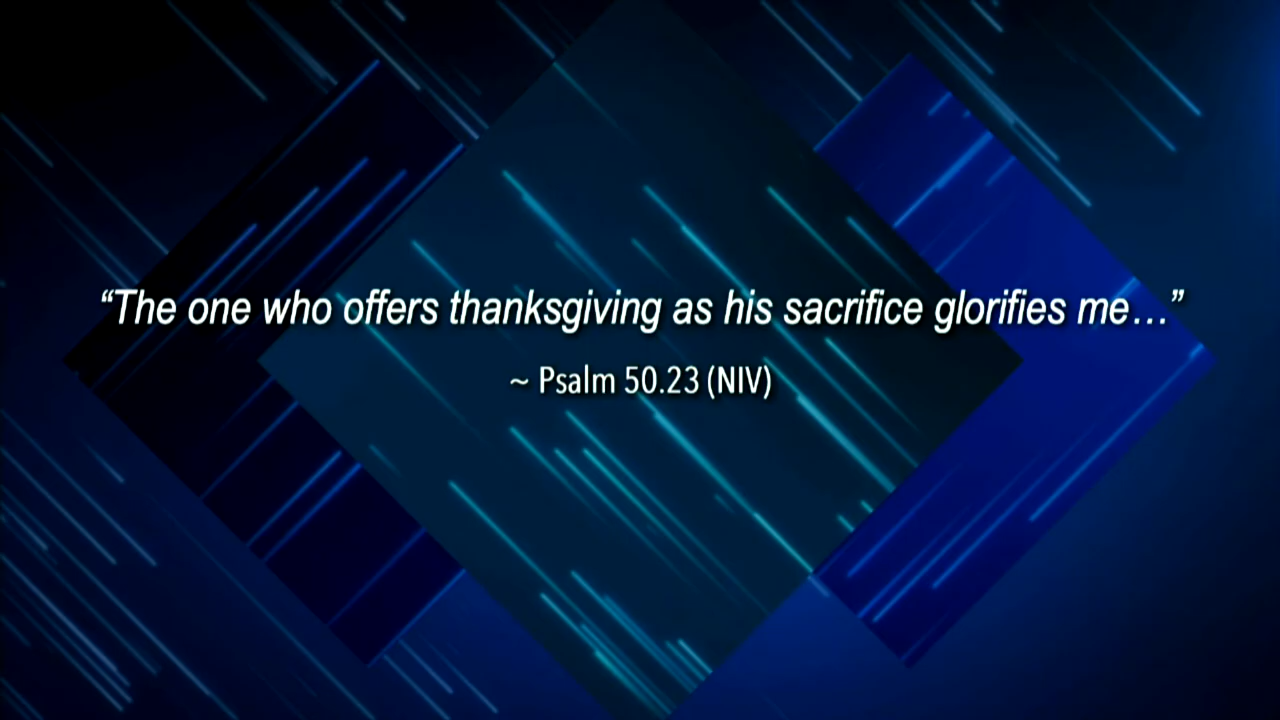 “The one who offers thanksgiving as his sacrifice glorifies me…”
~ Psalm 50.23 (NIV)